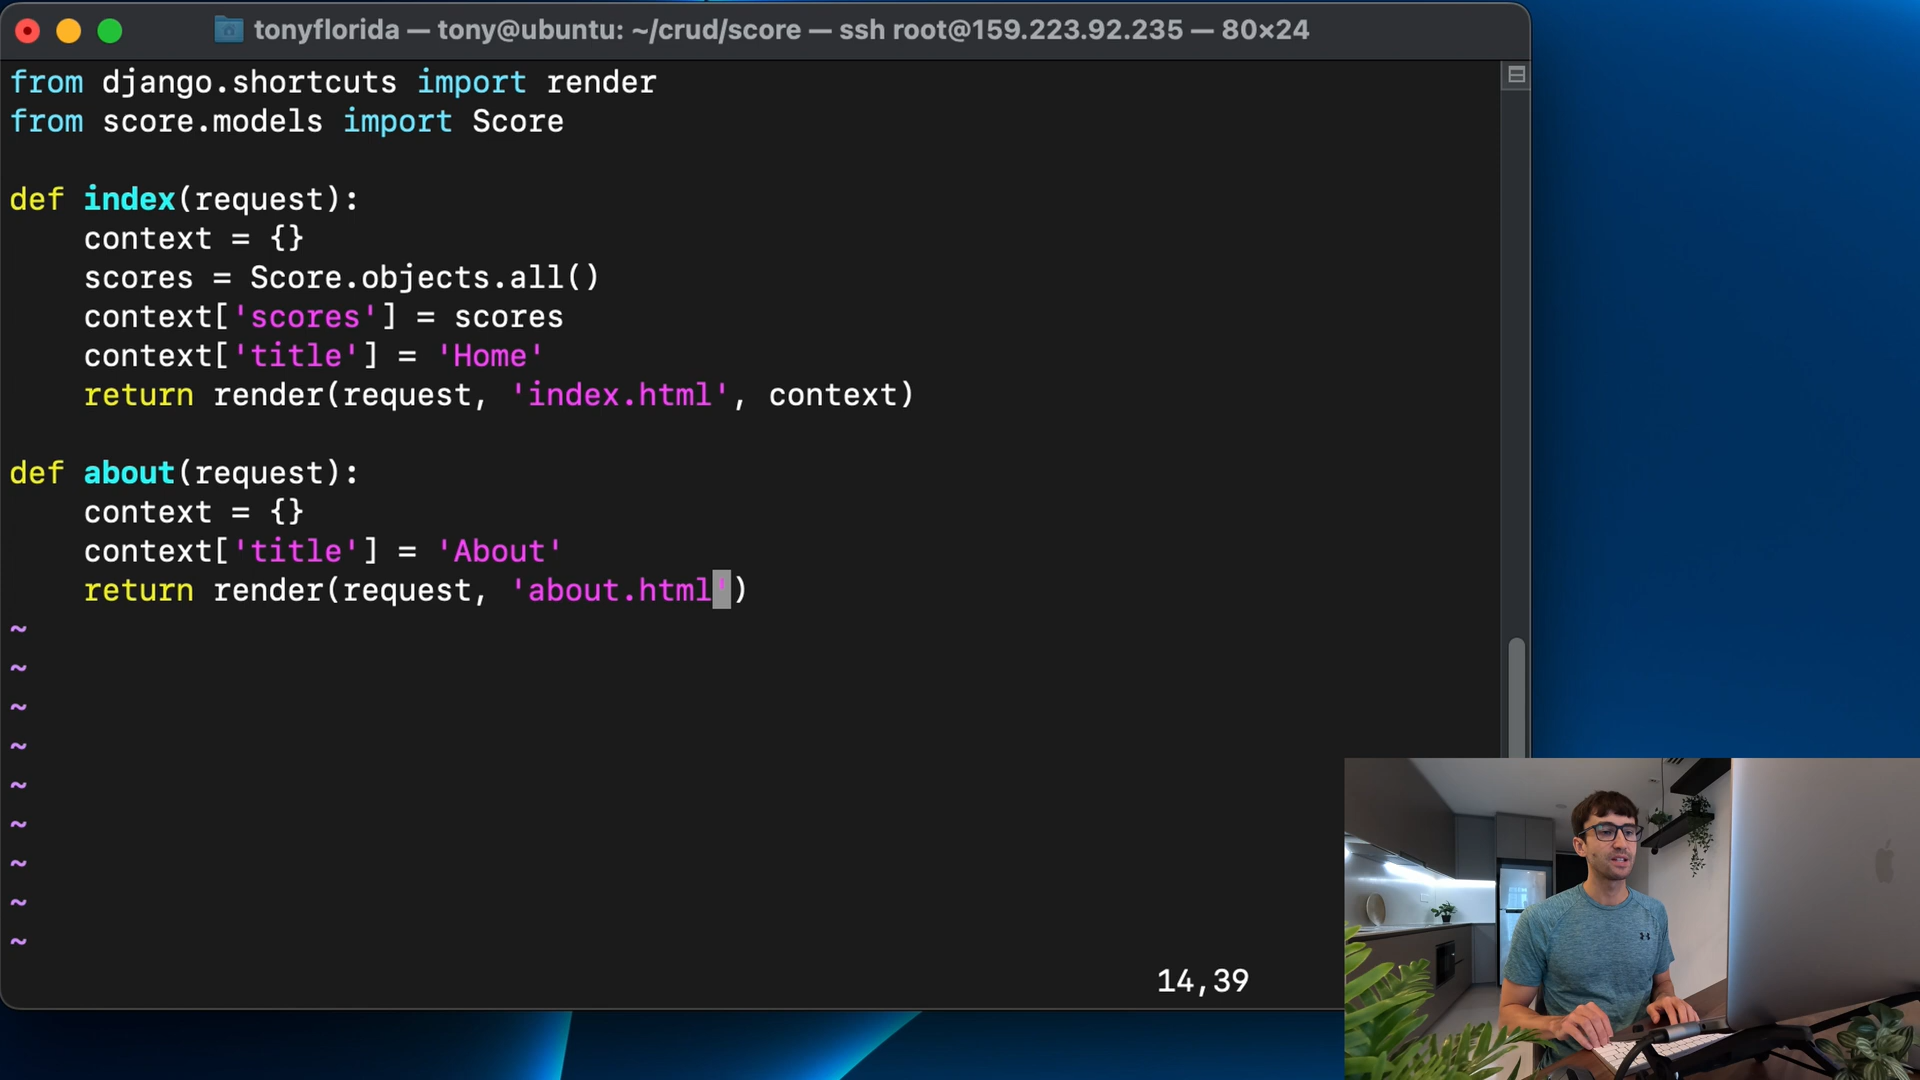 tonyflorida — tony@ubuntu: ~/crud/score — ssh root@159.223.92.235 — 80×24
from django.shortcuts import render
from score.models import Score
def index(request):
    context = {}
    scores = Score.objects.all()
    context['scores'] = scores
    context['title'] = 'Home'
    return render(request, 'index.html', context)
def about(request):
    context = {}
    context['title'] = 'About'
    return render(request, 'about.html')
~
~
~
~
~
~
~
~
~
14,39